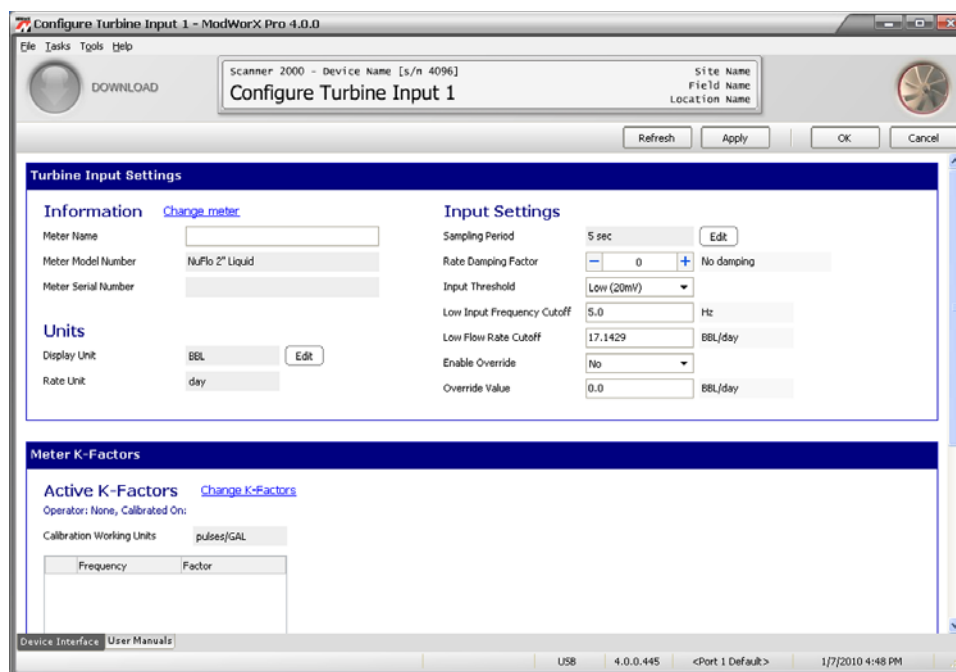 Configure Turbine Input 1 - ModWorX Pro 4.0.0
File Tasks Tools Help
DOWNLOAD
Scanner 2000 - Device Name [s/n 4096]
Configure Turbine Input 1
Site Name
Field Name
Location Name
Refresh Apply OK Cancel
Turbine Input Settings
Information Change meter
Meter Name
Meter Model Number NuFlo 2" Liquid
Meter Serial Number
Units
Display Unit BBL Edit
Rate Unit day
Input Settings
Sampling Period 5 sec Edit
Rate Damping Factor − 0 + No damping
Input Threshold Low (20mV)
Low Input Frequency Cutoff 5.0 Hz
Low Flow Rate Cutoff 17.1429 BBL/day
Enable Override No
Override Value 0.0 BBL/day
Meter K-Factors
Active K-Factors Change K-Factors
Operator: None, Calibrated On:
Calibration Working Units pulses/GAL
Frequency Factor
Device Interface User Manuals
USB 4.0.0.445 <Port 1 Default> 1/7/2010 4:48 PM